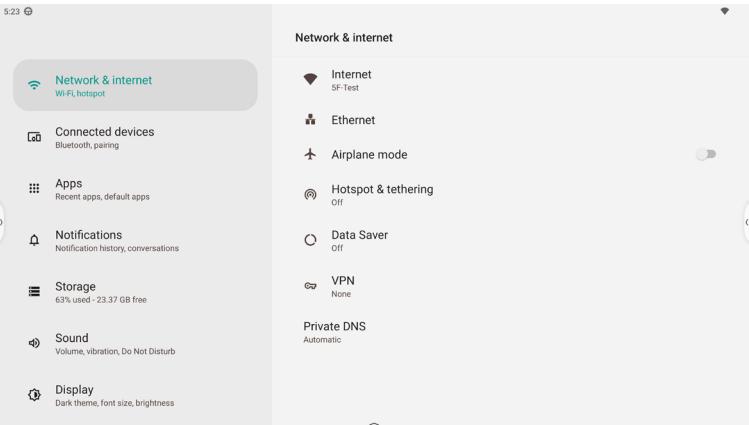 5:23
Network & internet
Wi-Fi, hotspot
Connected devices
Bluetooth, pairing
Apps
Recent apps, default apps
Notifications
Notification history, conversations
Storage
63% used - 23.37 GB free
Sound
Volume, vibration, Do Not Disturb
Display
Dark theme, font size, brightness
Network & internet
Internet
5F-Test
Ethernet
Airplane mode
Hotspot & tethering
Off
Data Saver
Off
VPN
None
Private DNS
Automatic